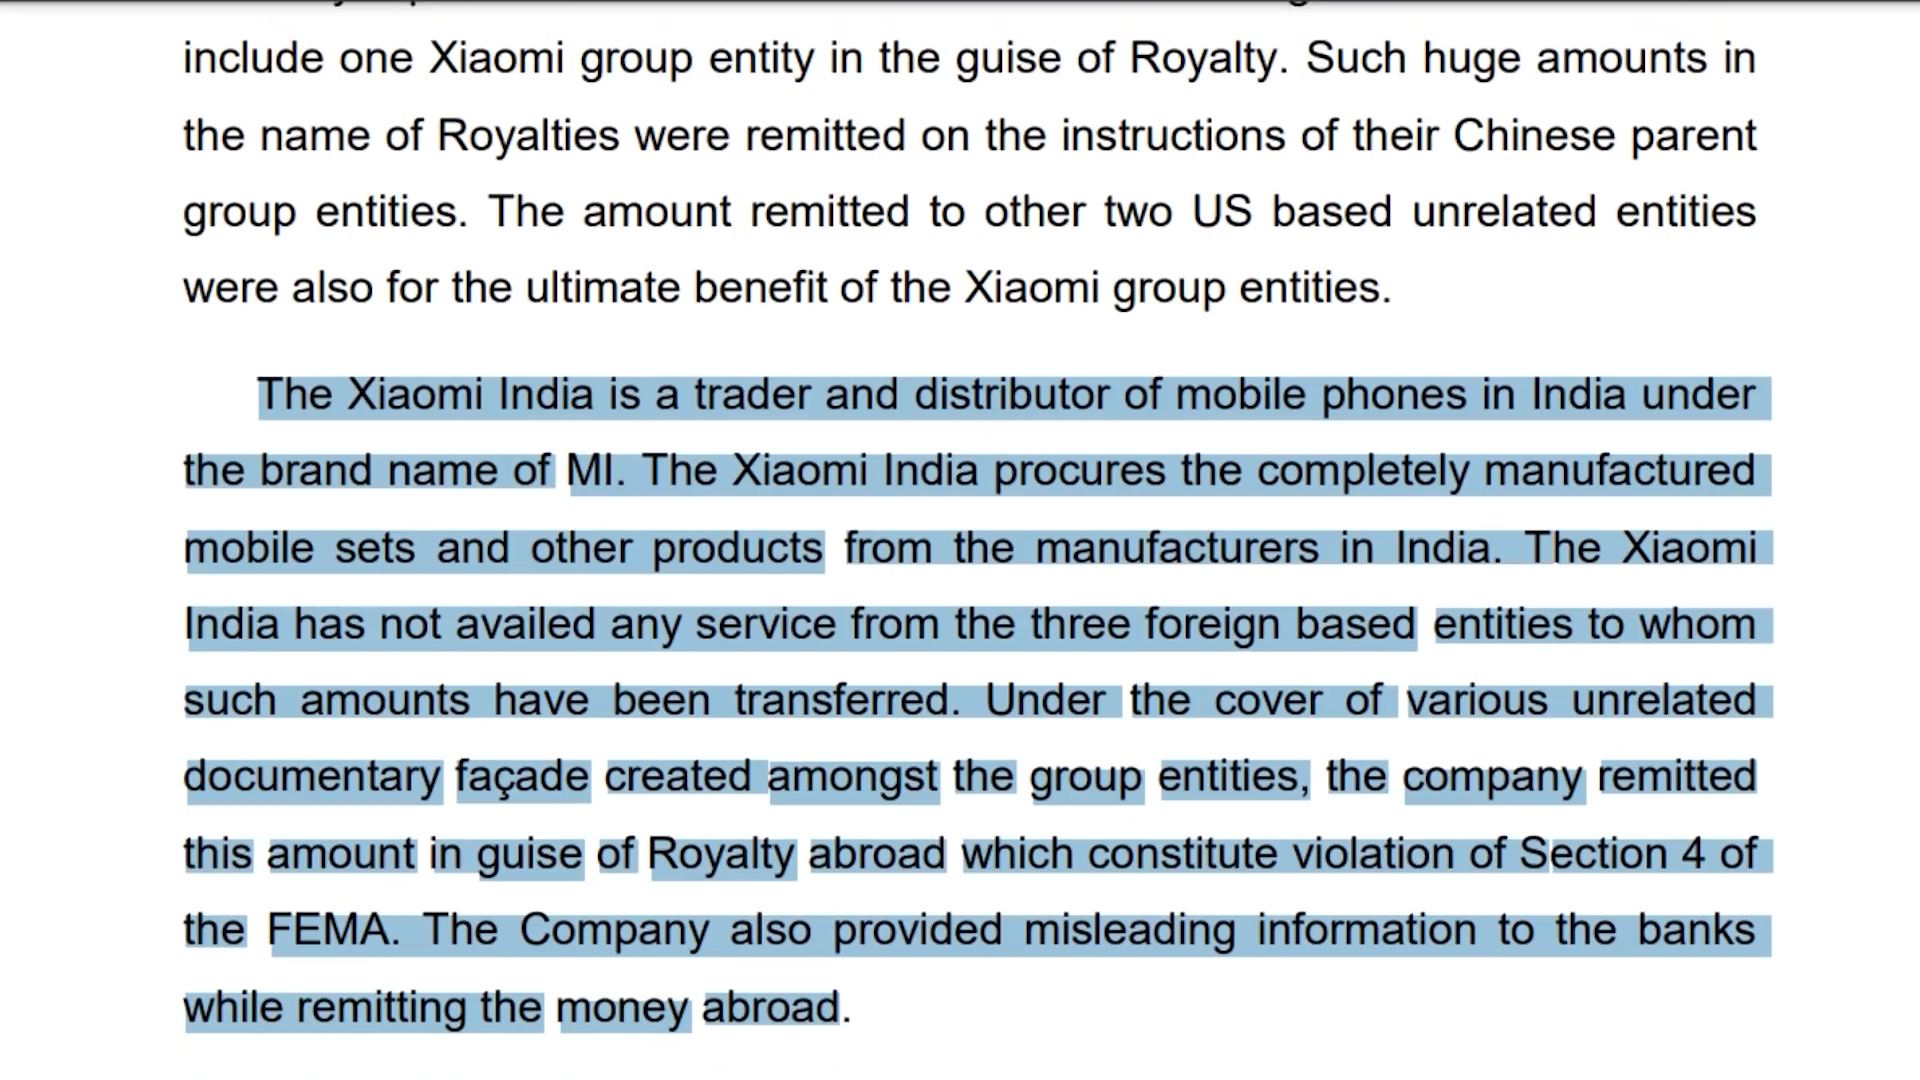 include one Xiaomi group entity in the guise of Royalty. Such huge amounts in
the name of Royalties were remitted on the instructions of their Chinese parent
group entities. The amount remitted to other two US based unrelated entities
were also for the ultimate benefit of the Xiaomi group entities.
The Xiaomi India is a trader and distributor of mobile phones in India under
the brand name of MI. The Xiaomi India procures the completely manufactured
mobile sets and other products from the manufacturers in India. The Xiaomi
India has not availed any service from the three foreign based entities to whom
such amounts have been transferred. Under the cover of various unrelated
documentary façade created amongst the group entities, the company remitted
this amount in guise of Royalty abroad which constitute violation of Section 4 of
the FEMA. The Company also provided misleading information to the banks
while remitting the money abroad.